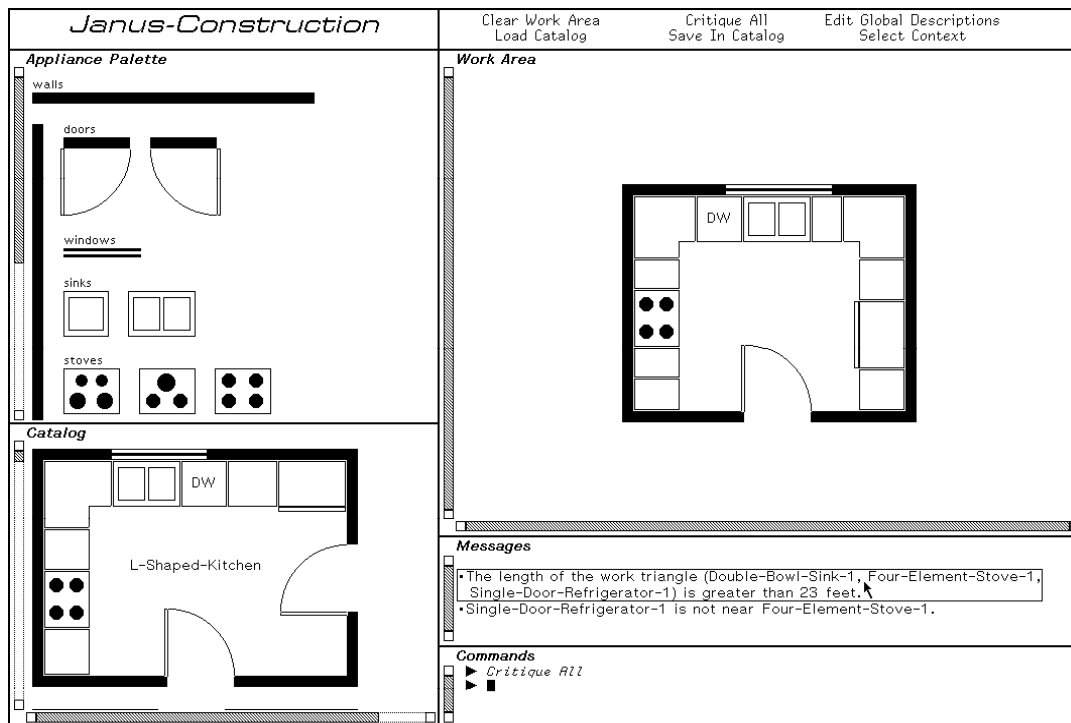 Janus-Construction
Clear Work Area
Critique All
Edit Global Descriptions
Load Catalog
Save In Catalog
Select Context
Appliance Palette
walls
doors
windows
sinks
stoves
Catalog
DW
L-Shaped-Kitchen
Work Area
DW
Messages
•The length of the work triangle (Double-Bowl-Sink-1, Four-Element-Stove-1,
Single-Door-Refrigerator-1) is greater than 23 feet.
•Single-Door-Refrigerator-1 is not near Four-Element-Stove-1.
Commands
Critique All